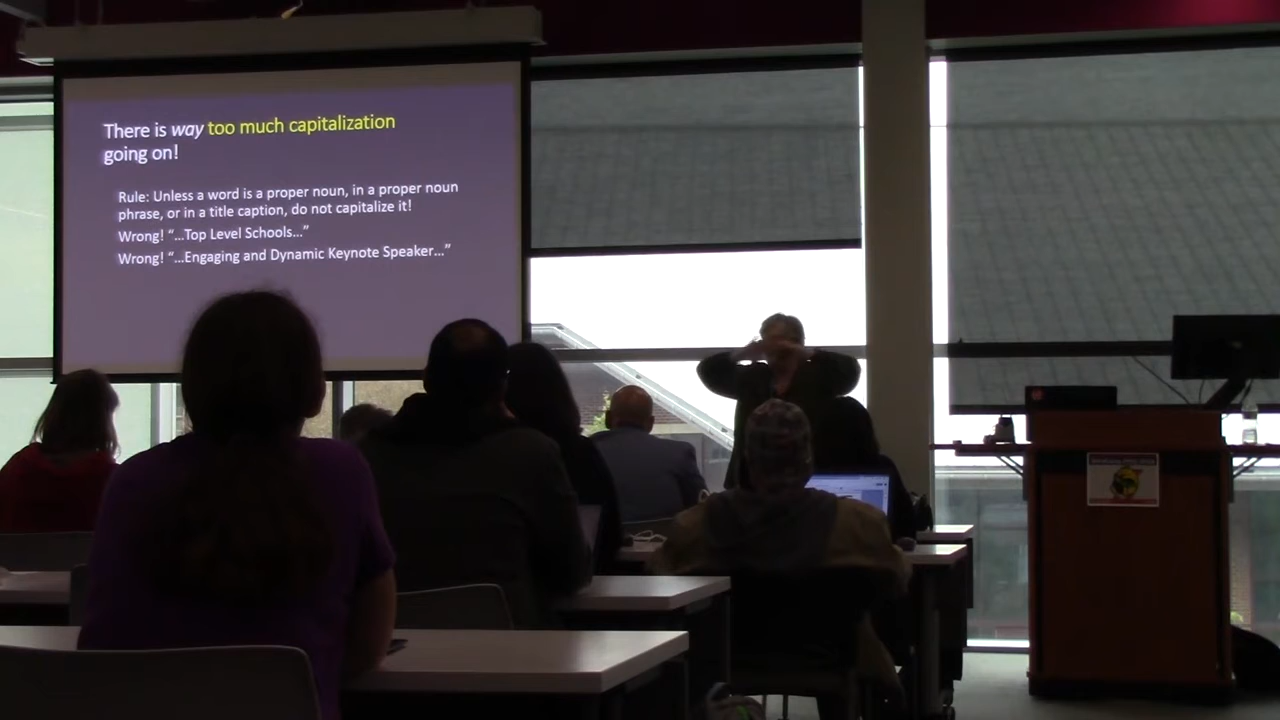 There is way too much capitalization
going on!
Rule: Unless a word is a proper noun, in a proper noun
phrase, or in a title caption, do not capitalize it!
Wrong! “…Top Level Schools…”
Wrong! “…Engaging and Dynamic Keynote Speaker…”